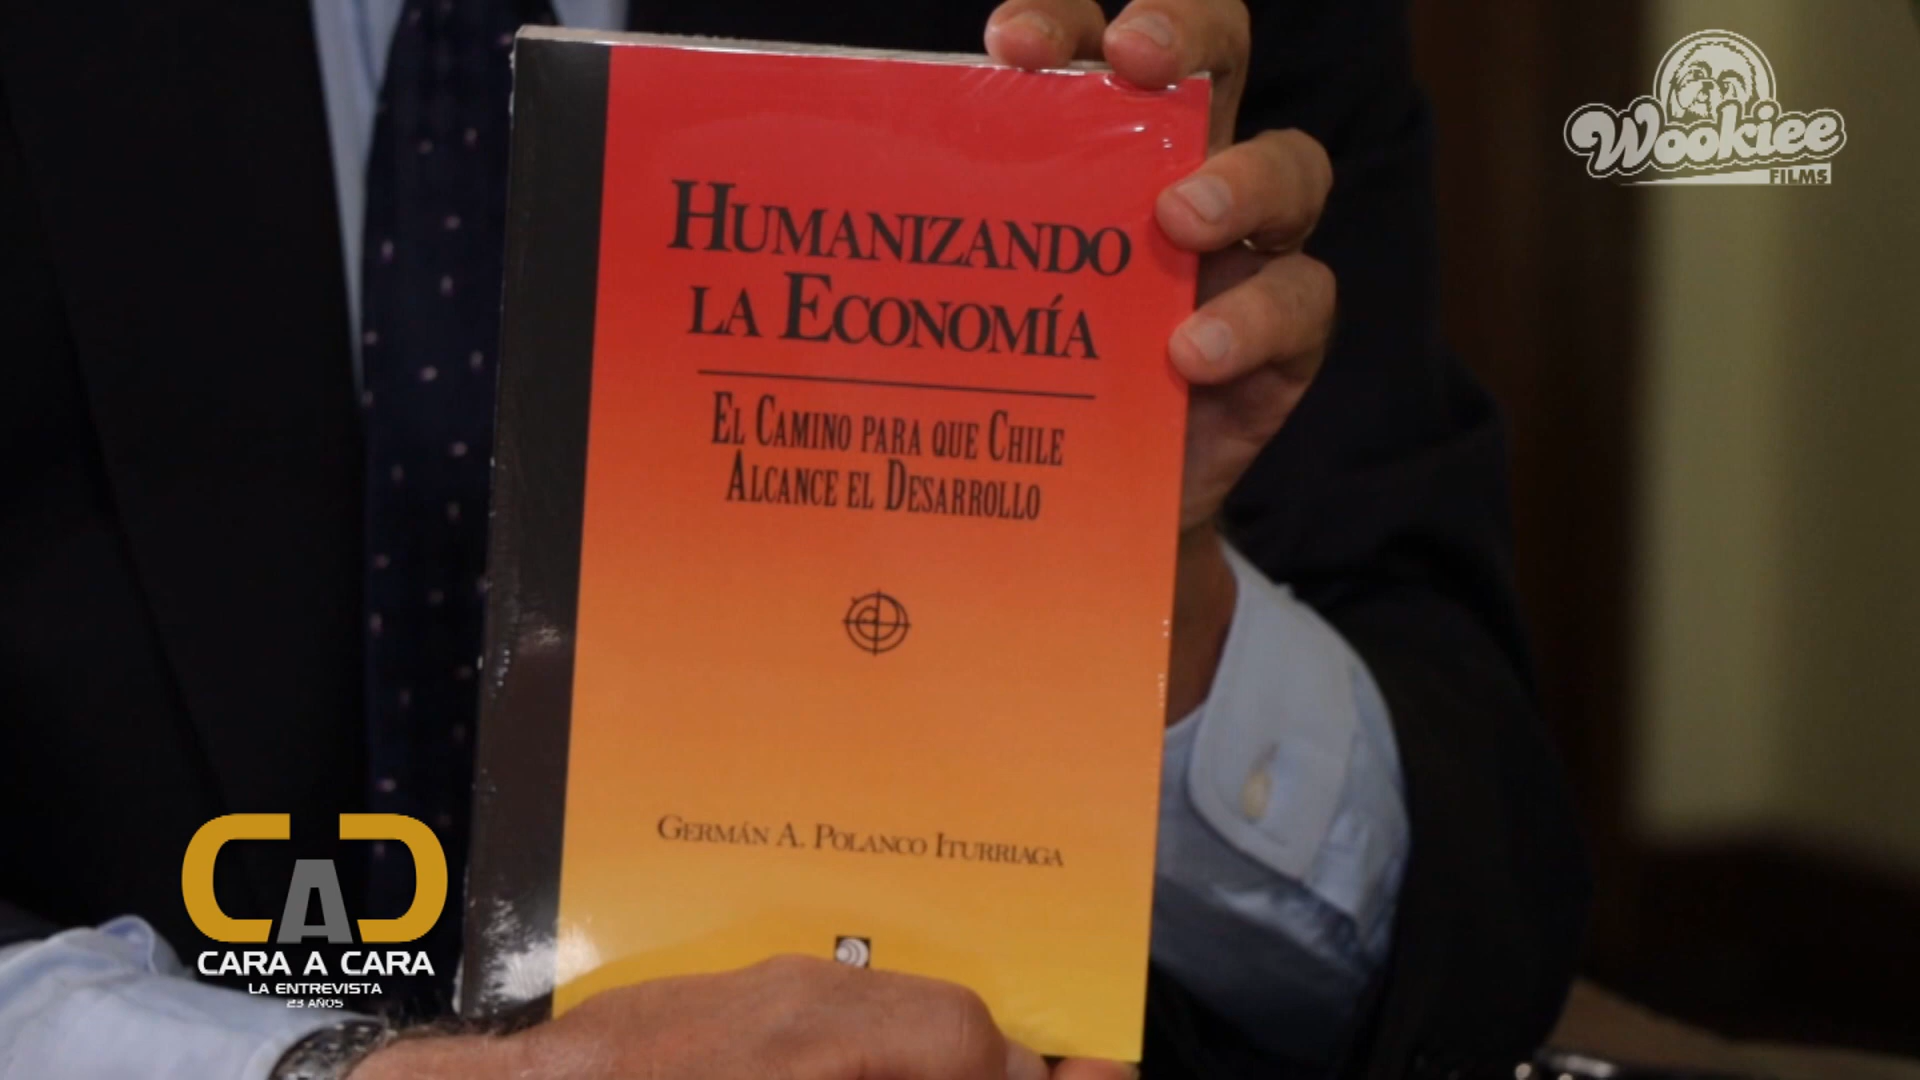 Wookiee
FILMS
HUMANIZANDO
LA ECONOMÍA
EL CAMINO PARA QUE CHILE
ALCANCE EL DESARROLLO
GERMÁN A. POLANCO ITURRIAGA
CAC
CARA A CARA
LA ENTREVISTA
23 AÑOS